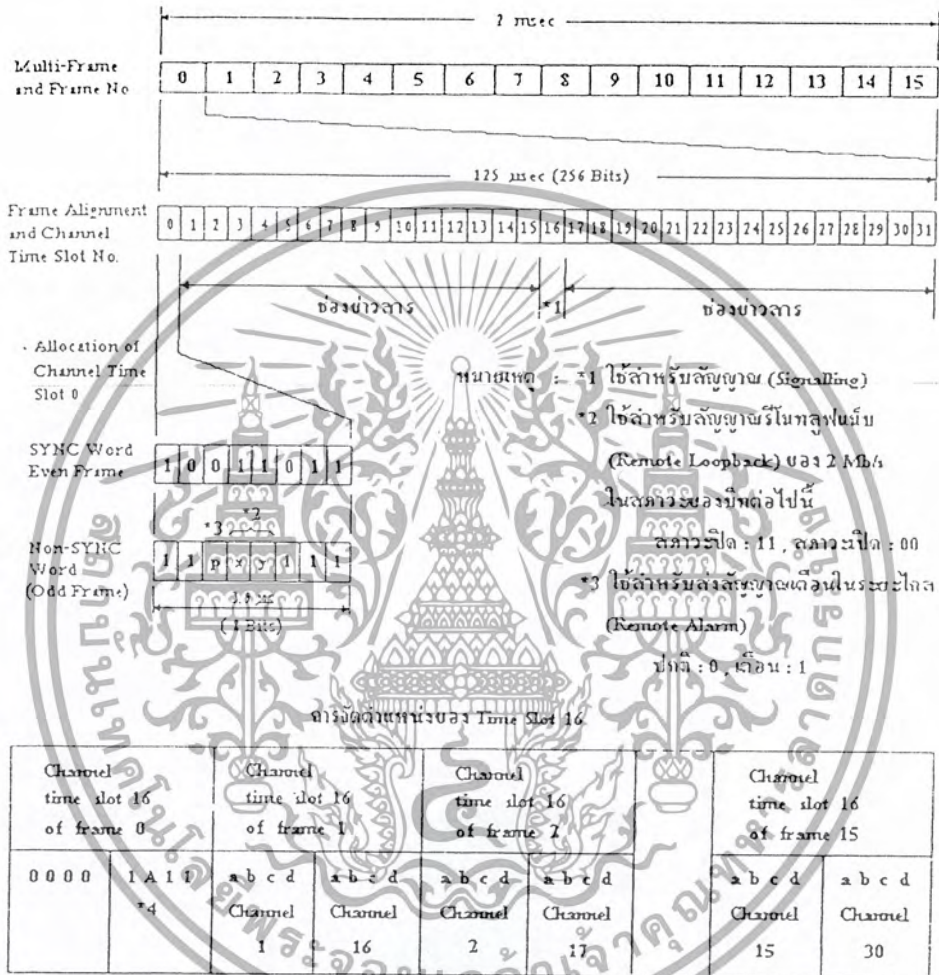 2 msec
Multi-Frame
and Frame No
0 1 2 3 4 5 6 7 8 9 10 11 12 13 14 15
125 μsec (256 Bits)
Frame Alignment
and Channel
Time Slot No.
0 1 2 3 4 5 6 7 8 9 10 11 12 13 14 15 16 17 18 19 20 21 22 23 24 25 26 27 28 29 30 31
ช่องข่าวสาร *1 ช่องข่าวสาร
Allocation of
Channel Time
Slot 0
หมายเหตุ : *1 ใช้สำหรับสัญญาณ (Signalling)
*2 ใช้สำหรับสัญญาณรีโมทลูฟแบ็บ
(Remote Loopback) ของ 2 Mb/s
ในสภาวะของบิทต่อไปนี้
สภาวะปิด : 11 , สภาวะเปิด : 00
*3 ใช้สำหรับส่งสัญญาณเตือนในระยะไกล
(Remote Alarm)
ปกติ : 0 , เตือน : 1
SYNC Word
Even Frame
1 0 0 1 1 0 1 1
*2
*3
Non-SYNC
Word
(Odd Frame)
1 1 p x y 1 1 1
Bits)
การจัดตำแหน่งของ Time Slot 16
Channel time slot 16 of frame 0
Channel time slot 16 of frame 1
Channel time slot 16 of frame 2
Channel time slot 16 of frame 15
0 0 0 0 1 A 1 1 a b c d a b c d a b c d a b c d a b c d a b c d
*4 Channel Channel Channel Channel Channel Channel
1 16 2 17 15 30